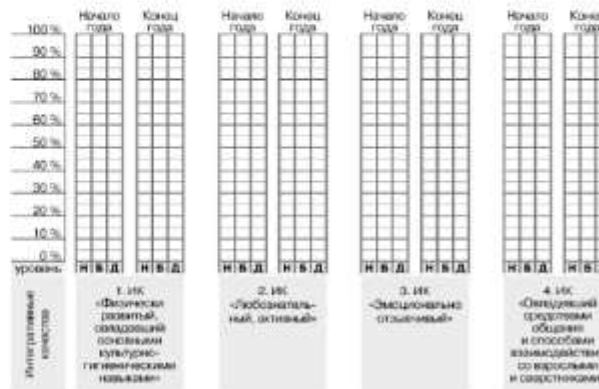 Начало года Конец года Начало года Конец года Начало года Конец года Начало года Конец года
100 %
90 %
80 %
70 %
60 %
50 %
40 %
30 %
20 %
10 %
0 %
уровень Н Б Д Н Б Д Н Б Д Н Б Д Н Б Д Н Б Д Н Б Д Н Б Д
Интегративные
качества
1. ИК
«Физически
развитый,
овладевший
основными
культурно-
гигиеническими
навыками»
2. ИК
«Любознатель-
ный, активный»
3. ИК
«Эмоционально
отзывчивый»
4. ИК
«Овладевший
средствами
общения
и способами
взаимодействия
со взрослыми
и сверстниками